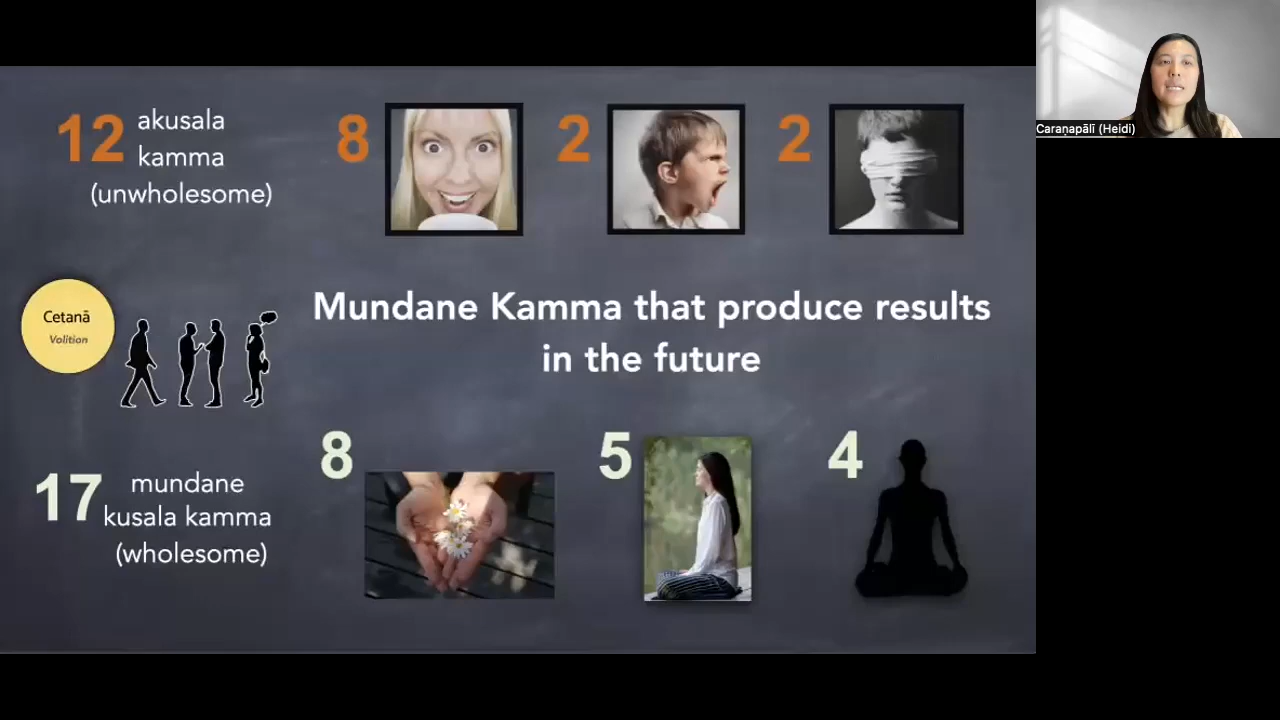 12 akusala
kamma
(unwholesome)
8
2
2
Cetanā
Volition
Mundane Kamma that produce results
in the future
17 mundane
kusala kamma
(wholesome)
8
5
4
Caraṇapālī (Heidi)